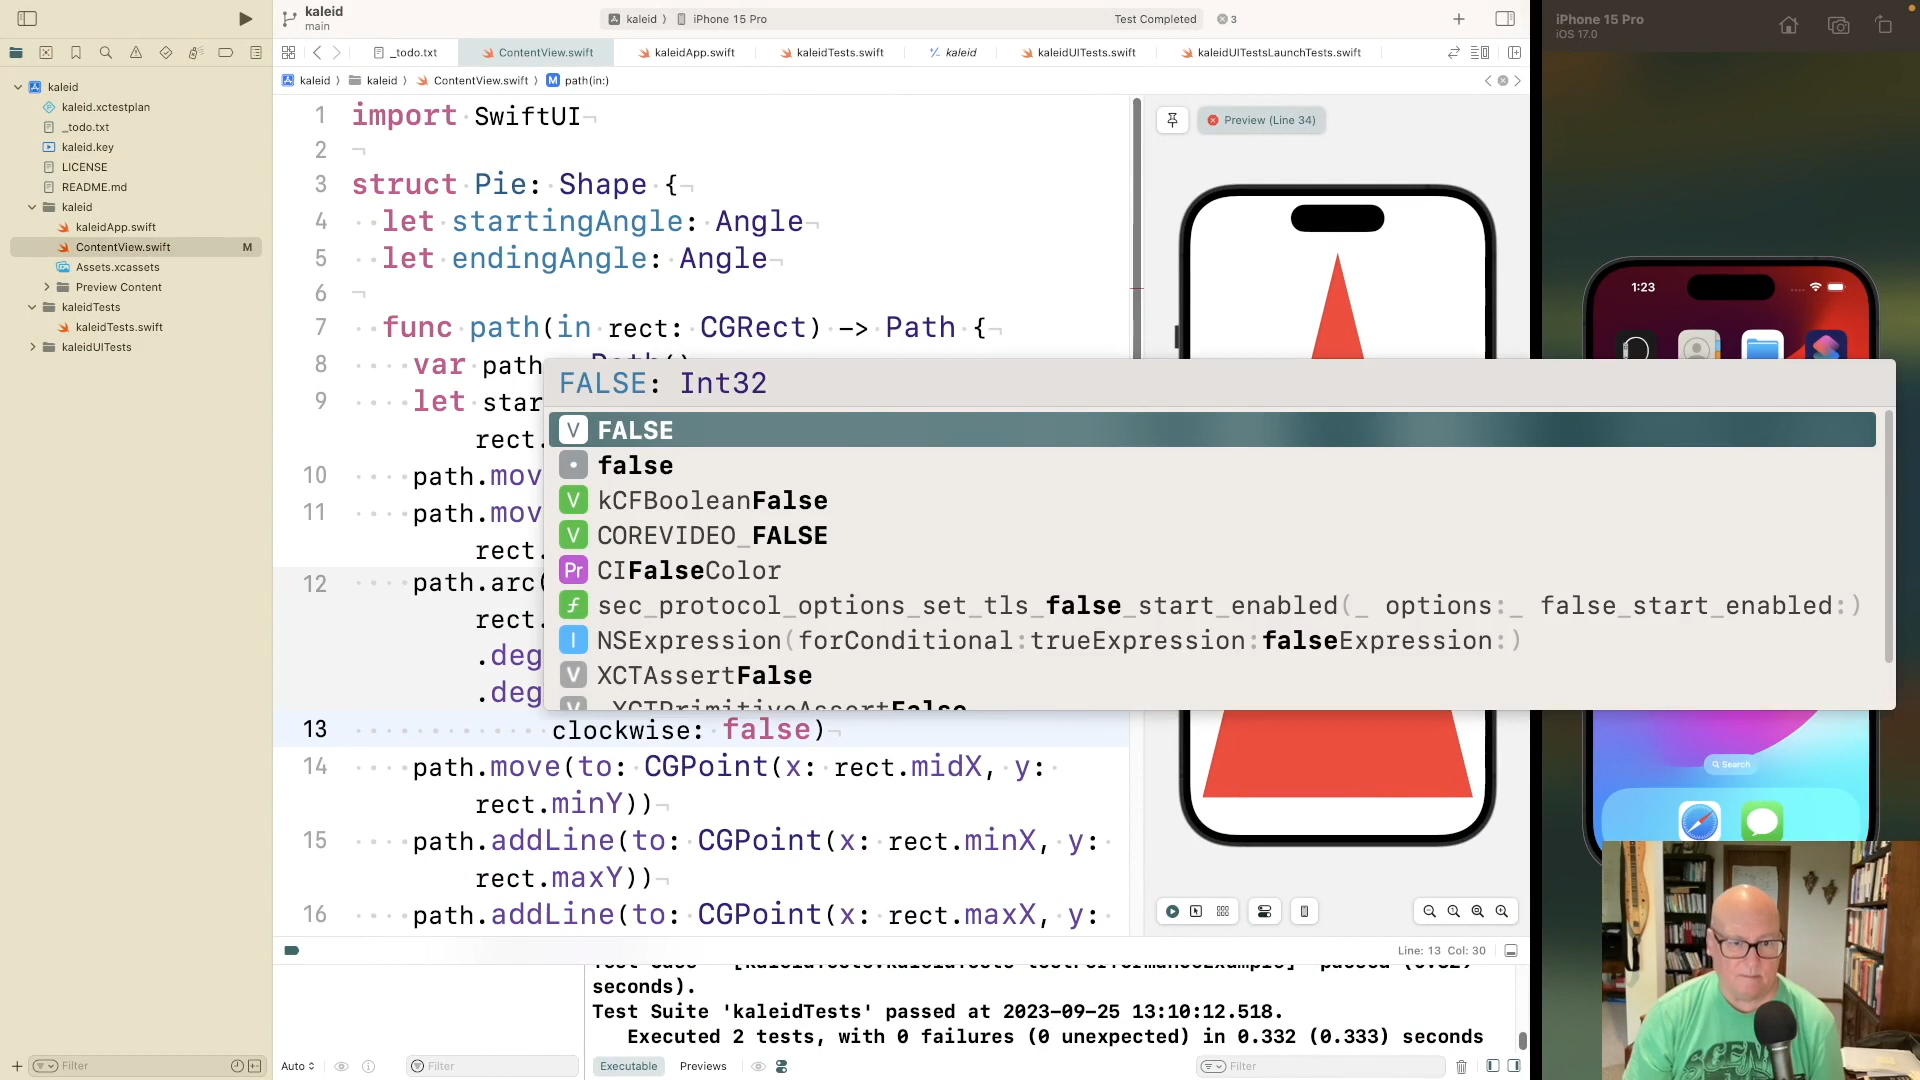 kaleid
main
kaleid
iPhone 15 Pro
Test Completed
3
iPhone 15 Pro
iOS 17.0
_todo.txt
ContentView.swift
kaleidApp.swift
kaleidTests.swift
kaleid
kaleidUITests.swift
kaleidUITestsLaunchTests.swift
kaleid
kaleid
ContentView.swift
M
path(in:)
kaleid
kaleid.xctestplan
_todo.txt
kaleid.key
LICENSE
README.md
kaleid
kaleidApp.swift
ContentView.swift
M
Assets.xcassets
Preview Content
kaleidTests
kaleidTests.swift
kaleidUITests
1 import SwiftUI
2
3 struct Pie: Shape {
4 let startingAngle: Angle
5 let endingAngle: Angle
6
7 func path(in rect: CGRect) -> Path {
8 var path
9 let star
rect.
10 path.mov
11 path.mov
rect.
12 path.arc(
rect.
.deg
.deg
13 clockwise: false)
14 path.move(to: CGPoint(x: rect.midX, y:
rect.minY))
15 path.addLine(to: CGPoint(x: rect.minX, y:
rect.maxY))
16 path.addLine(to: CGPoint(x: rect.maxX, y:
FALSE: Int32
V FALSE
false
V kCFBooleanFalse
V COREVIDEO_FALSE
Pr CIFalseColor
f sec_protocol_options_set_tls_false_start_enabled(_ options:_ false_start_enabled:)
I NSExpression(forConditional:trueExpression:falseExpression:)
V XCTAssertFalse
V _XCTPrimitiveAssertFalse
Preview (Line 34)
1:23
Search
Line: 13 Col: 30
seconds).
Test Suite 'kaleidTests' passed at 2023-09-25 13:10:12.518.
Executed 2 tests, with 0 failures (0 unexpected) in 0.332 (0.333) seconds
Filter
Auto
Filter
Executable
Previews
Filter